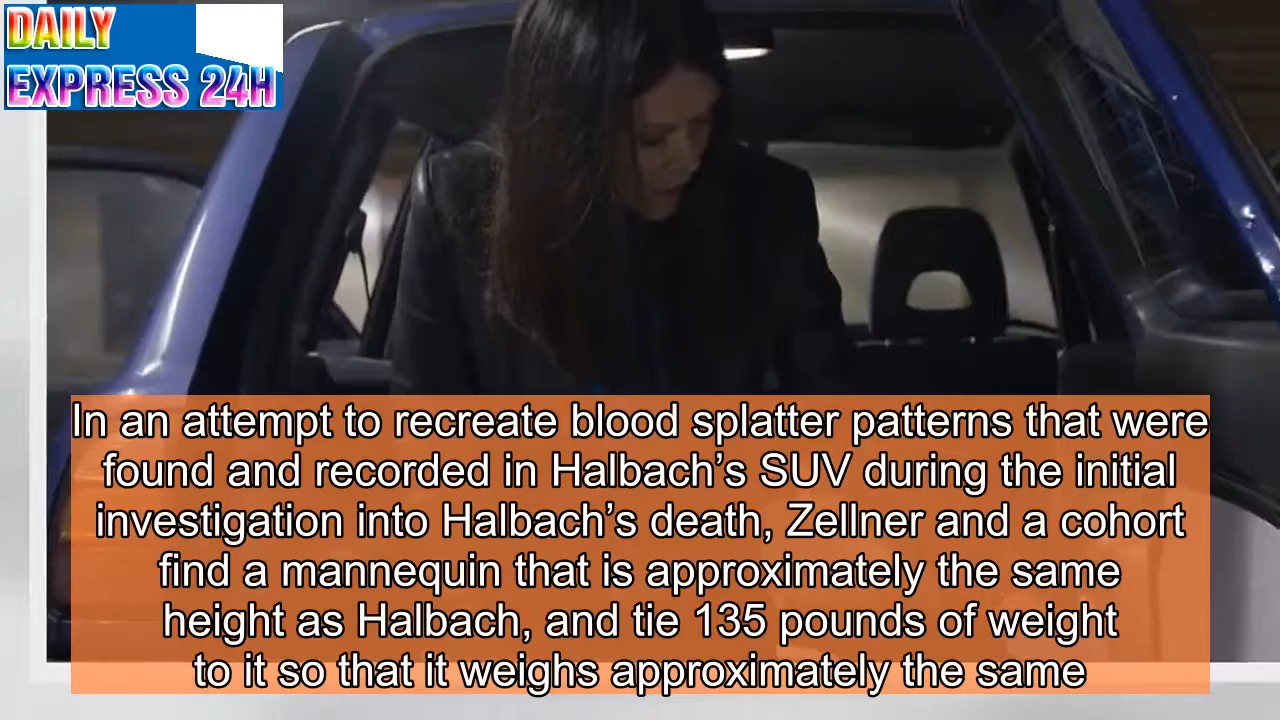 DAILY
EXPRESS 24H
In an attempt to recreate blood splatter patterns that were
found and recorded in Halbach’s SUV during the initial
investigation into Halbach’s death, Zellner and a cohort
find a mannequin that is approximately the same
height as Halbach, and tie 135 pounds of weight
to it so that it weighs approximately the same